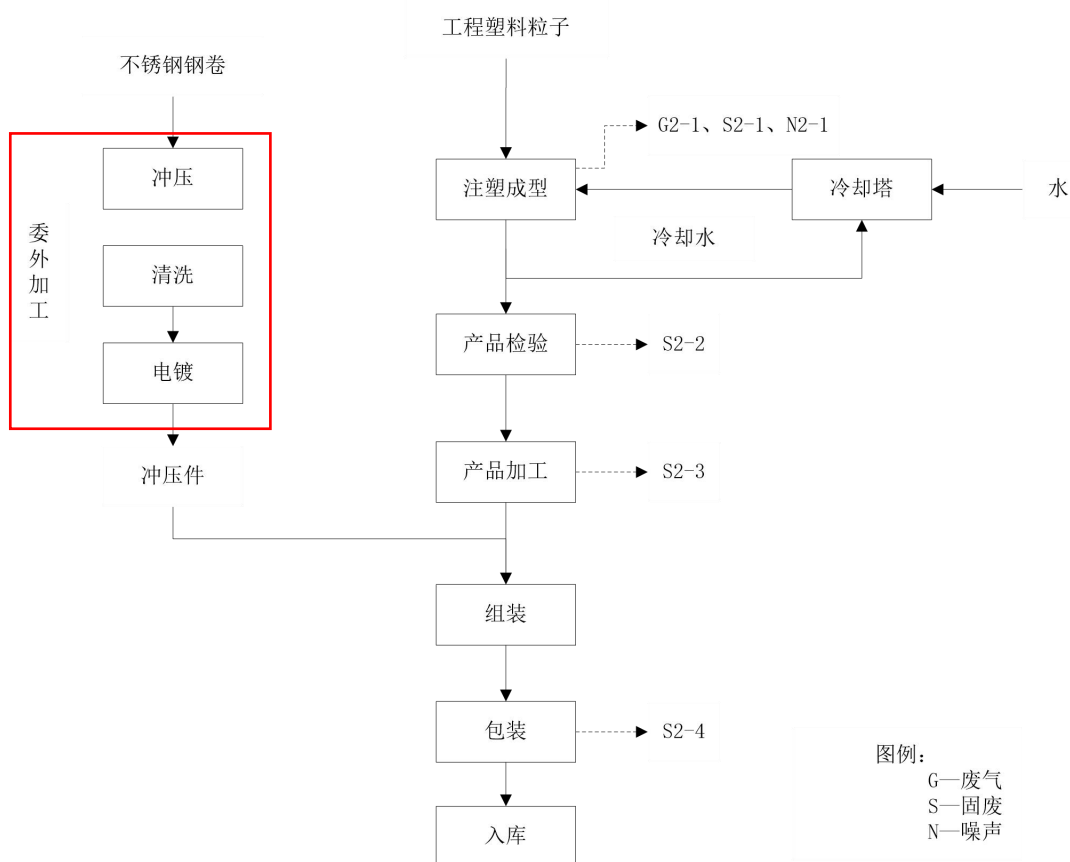 工程塑料粒子
不锈钢钢卷
G2-1、S2-1、N2-1
冲压
注塑成型
冷却塔
水
委外加工
冷却水
清洗
产品检验
S2-2
电镀
冲压件
产品加工
S2-3
组装
包装
S2-4
图例：
G—废气
S—固废
N—噪声
入库